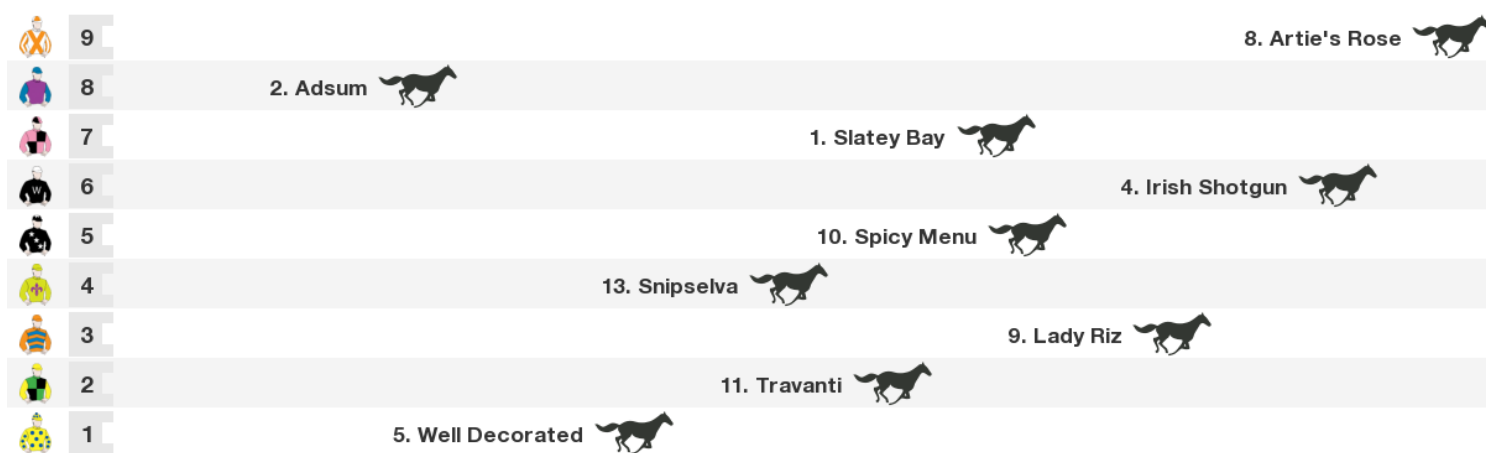 9 8. Artie's Rose
8 2. Adsum
7 1. Slatey Bay
W 6 4. Irish Shotgun
5 10. Spicy Menu
4 13. Snipselva
3 9. Lady Riz
2 11. Travanti
1 5. Well Decorated